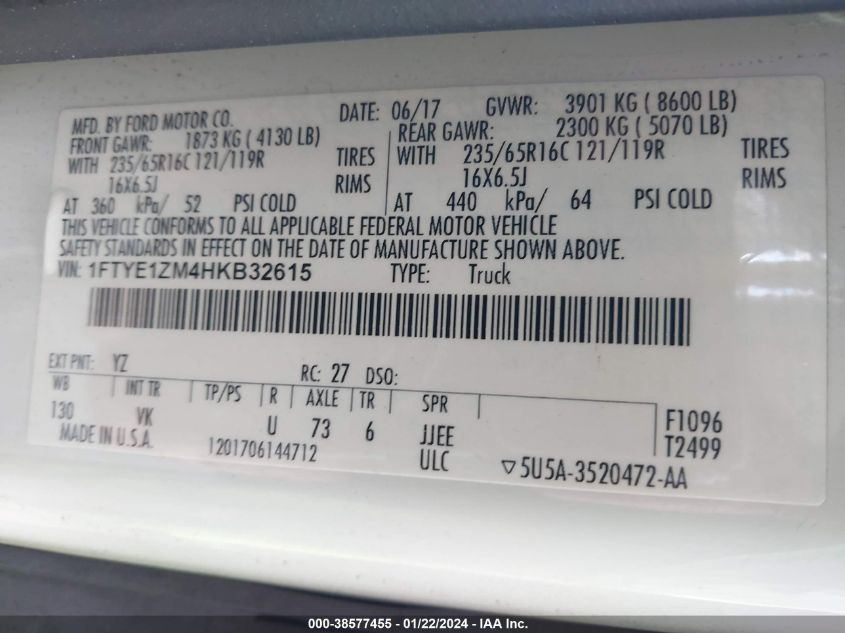 MFD. BY FORD MOTOR CO. DATE: 06/17 GVWR: 3901 KG ( 8600 LB)
FRONT GAWR: 1873 KG ( 4130 LB) REAR GAWR: 2300 KG ( 5070 LB)
WITH 235/65R16C 121/119R TIRES WITH 235/65R16C 121/119R TIRES
16X6.5J RIMS 16X6.5J RIMS
AT 360 kPa/ 52 PSI COLD AT 440 kPa/ 64 PSI COLD
THIS VEHICLE CONFORMS TO ALL APPLICABLE FEDERAL MOTOR VEHICLE
SAFETY STANDARDS IN EFFECT ON THE DATE OF MANUFACTURE SHOWN ABOVE.
VIN: 1FTYE1ZM4HKB32615 TYPE: Truck
EXT PNT: YZ RC: 27 DSO:
WB INT TR TP/PS R AXLE TR SPR
130 VK U 73 6 JJEE F1096
MADE IN U.S.A. 1201706144712 ULC T2499
▽5U5A-3520472-AA
000-38577455 - 01/22/2024 - IAA Inc.